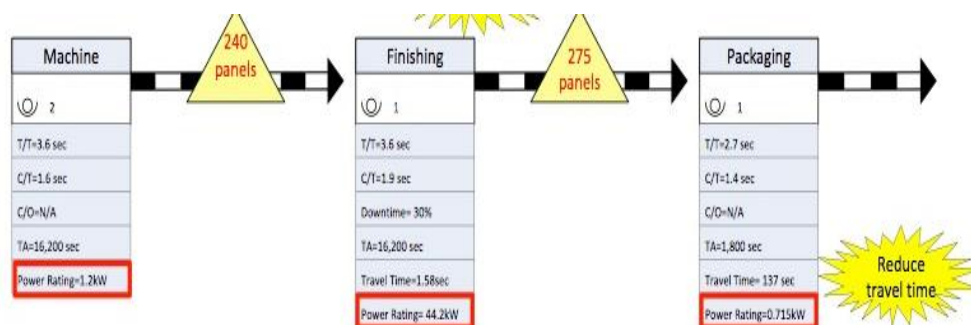 Machine
2
T/T=3.6 sec
C/T=1.6 sec
C/O=N/A
TA=16,200 sec
Power Rating=1.2kW
240
panels
Finishing
1
T/T=3.6 sec
C/T=1.9 sec
Downtime= 30%
TA=16,200 sec
Travel Time=1.58sec
Power Rating= 44.2kW
275
panels
Packaging
1
T/T=2.7 sec
C/T=1.4 sec
C/O=N/A
TA=1,800 sec
Travel Time= 137 sec
Power Rating=0.715kW
Reduce
travel time